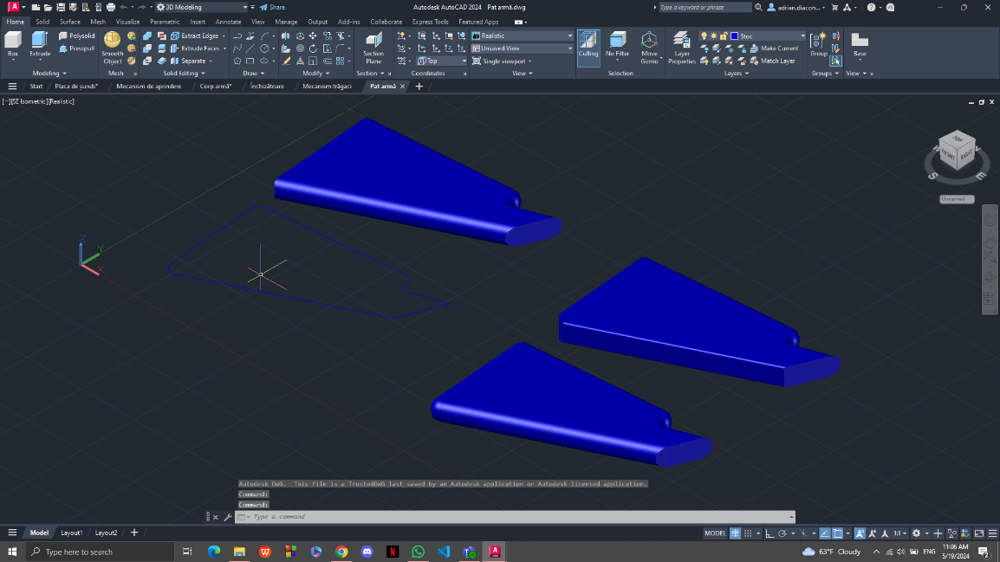 3D Modeling
Share
Autodesk AutoCAD 2024 Pat armă.dwg
Type a keyword or phrase
adrian.diacon...
Home Solid Surface Mesh Visualize Parametric Insert Annotate View Manage Output Add-ins Collaborate Express Tools Featured Apps
Box
Extrude
Polysolid
Presspull
Smooth Object
Extract Edges
Extrude Faces
Separate
Section Plane
Top
Realistic
Unsaved View
Single viewport
Culling
No Filter
Move Gizmo
Layer Properties
Stoc
Make Current
Match Layer
Group
Base
Modeling Mesh Solid Editing Draw Modify Section Coordinates View Selection Layers Groups View
Start Placa de șurub* Mecanism de aprindere Corp armă* Închizătoare Mecanism trăgaci Pat armă
[−][SE Isometric][Realistic]
TOP
FRONT
RIGHT
S
E
Unnamed
Z
Y
X
Autodesk DWG. This file is a TrustedDWG last saved by an Autodesk application or Autodesk licensed application.
Command:
Command:
Type a command
Model Layout1 Layout2
MODEL
1:1
Type here to search
63°F Cloudy
ENG
11:06 AM
5/19/2024
2